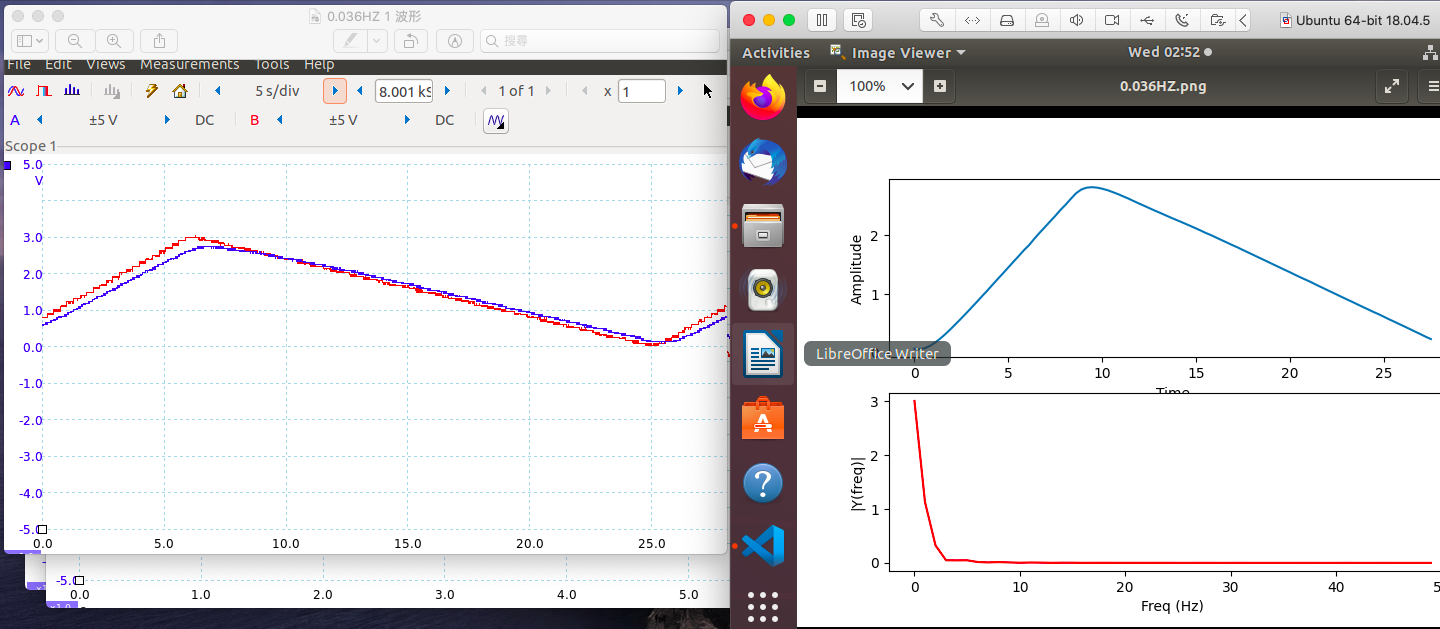 0.036HZ 1 波形
搜尋
File Edit Views Measurements Tools Help
5 s/div
8.001 kS
1 of 1
x 1
A ±5 V DC B ±5 V DC
Scope 1
5.0
V
3.0
2.0
1.0
0.0
-1.0
-2.0
-3.0
-4.0
-5.0
0.0 5.0 10.0 15.0 20.0 25.0
-5.0
0.0 1.0 2.0 3.0 4.0 5.0
x1.0
Ubuntu 64-bit 18.04.5
Activities Image Viewer Wed 02:52
100% 0.036HZ.png
Amplitude
2
1
LibreOffice Writer
0 5 10 15 20 25
Time
|Y(freq)|
3
2
1
0
0 10 20 30 40 5
Freq (Hz)